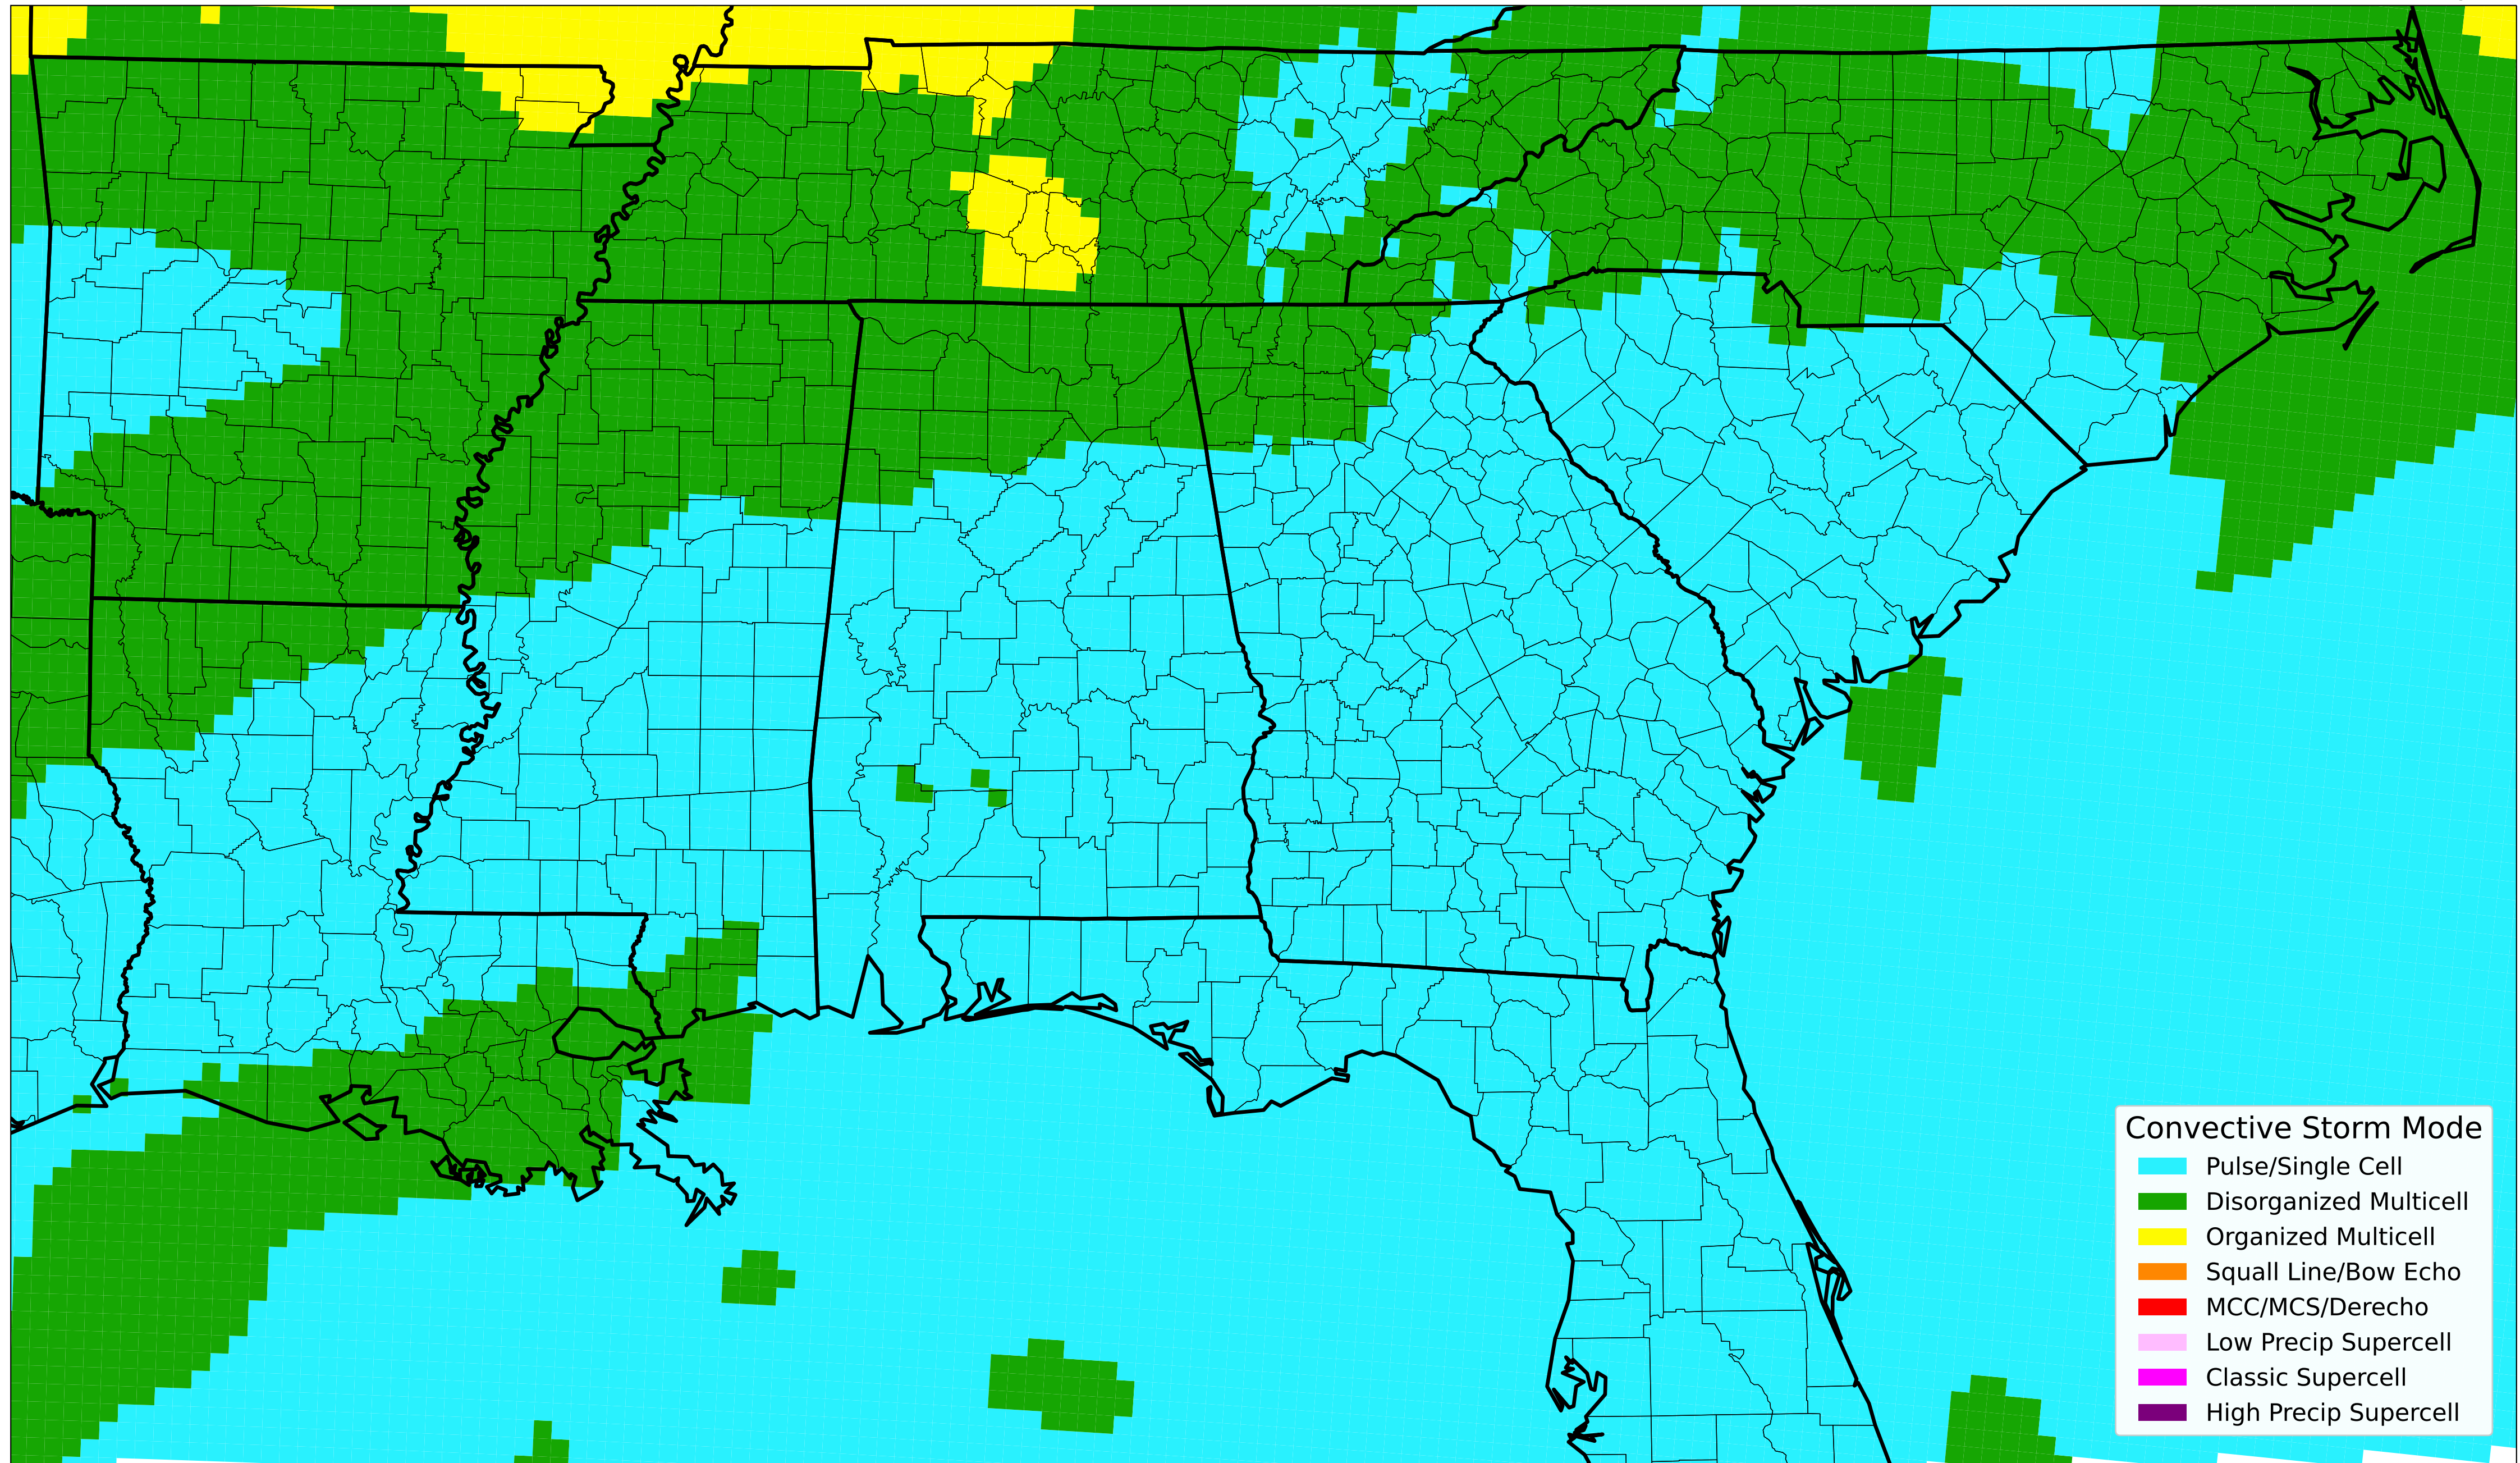 Convective Storm Mode
Pulse/Single Cell
Disorganized Multicell
Organized Multicell
Squall Line/Bow Echo
MCC/MCS/Derecho
Low Precip Supercell
Classic Supercell
High Precip Supercell